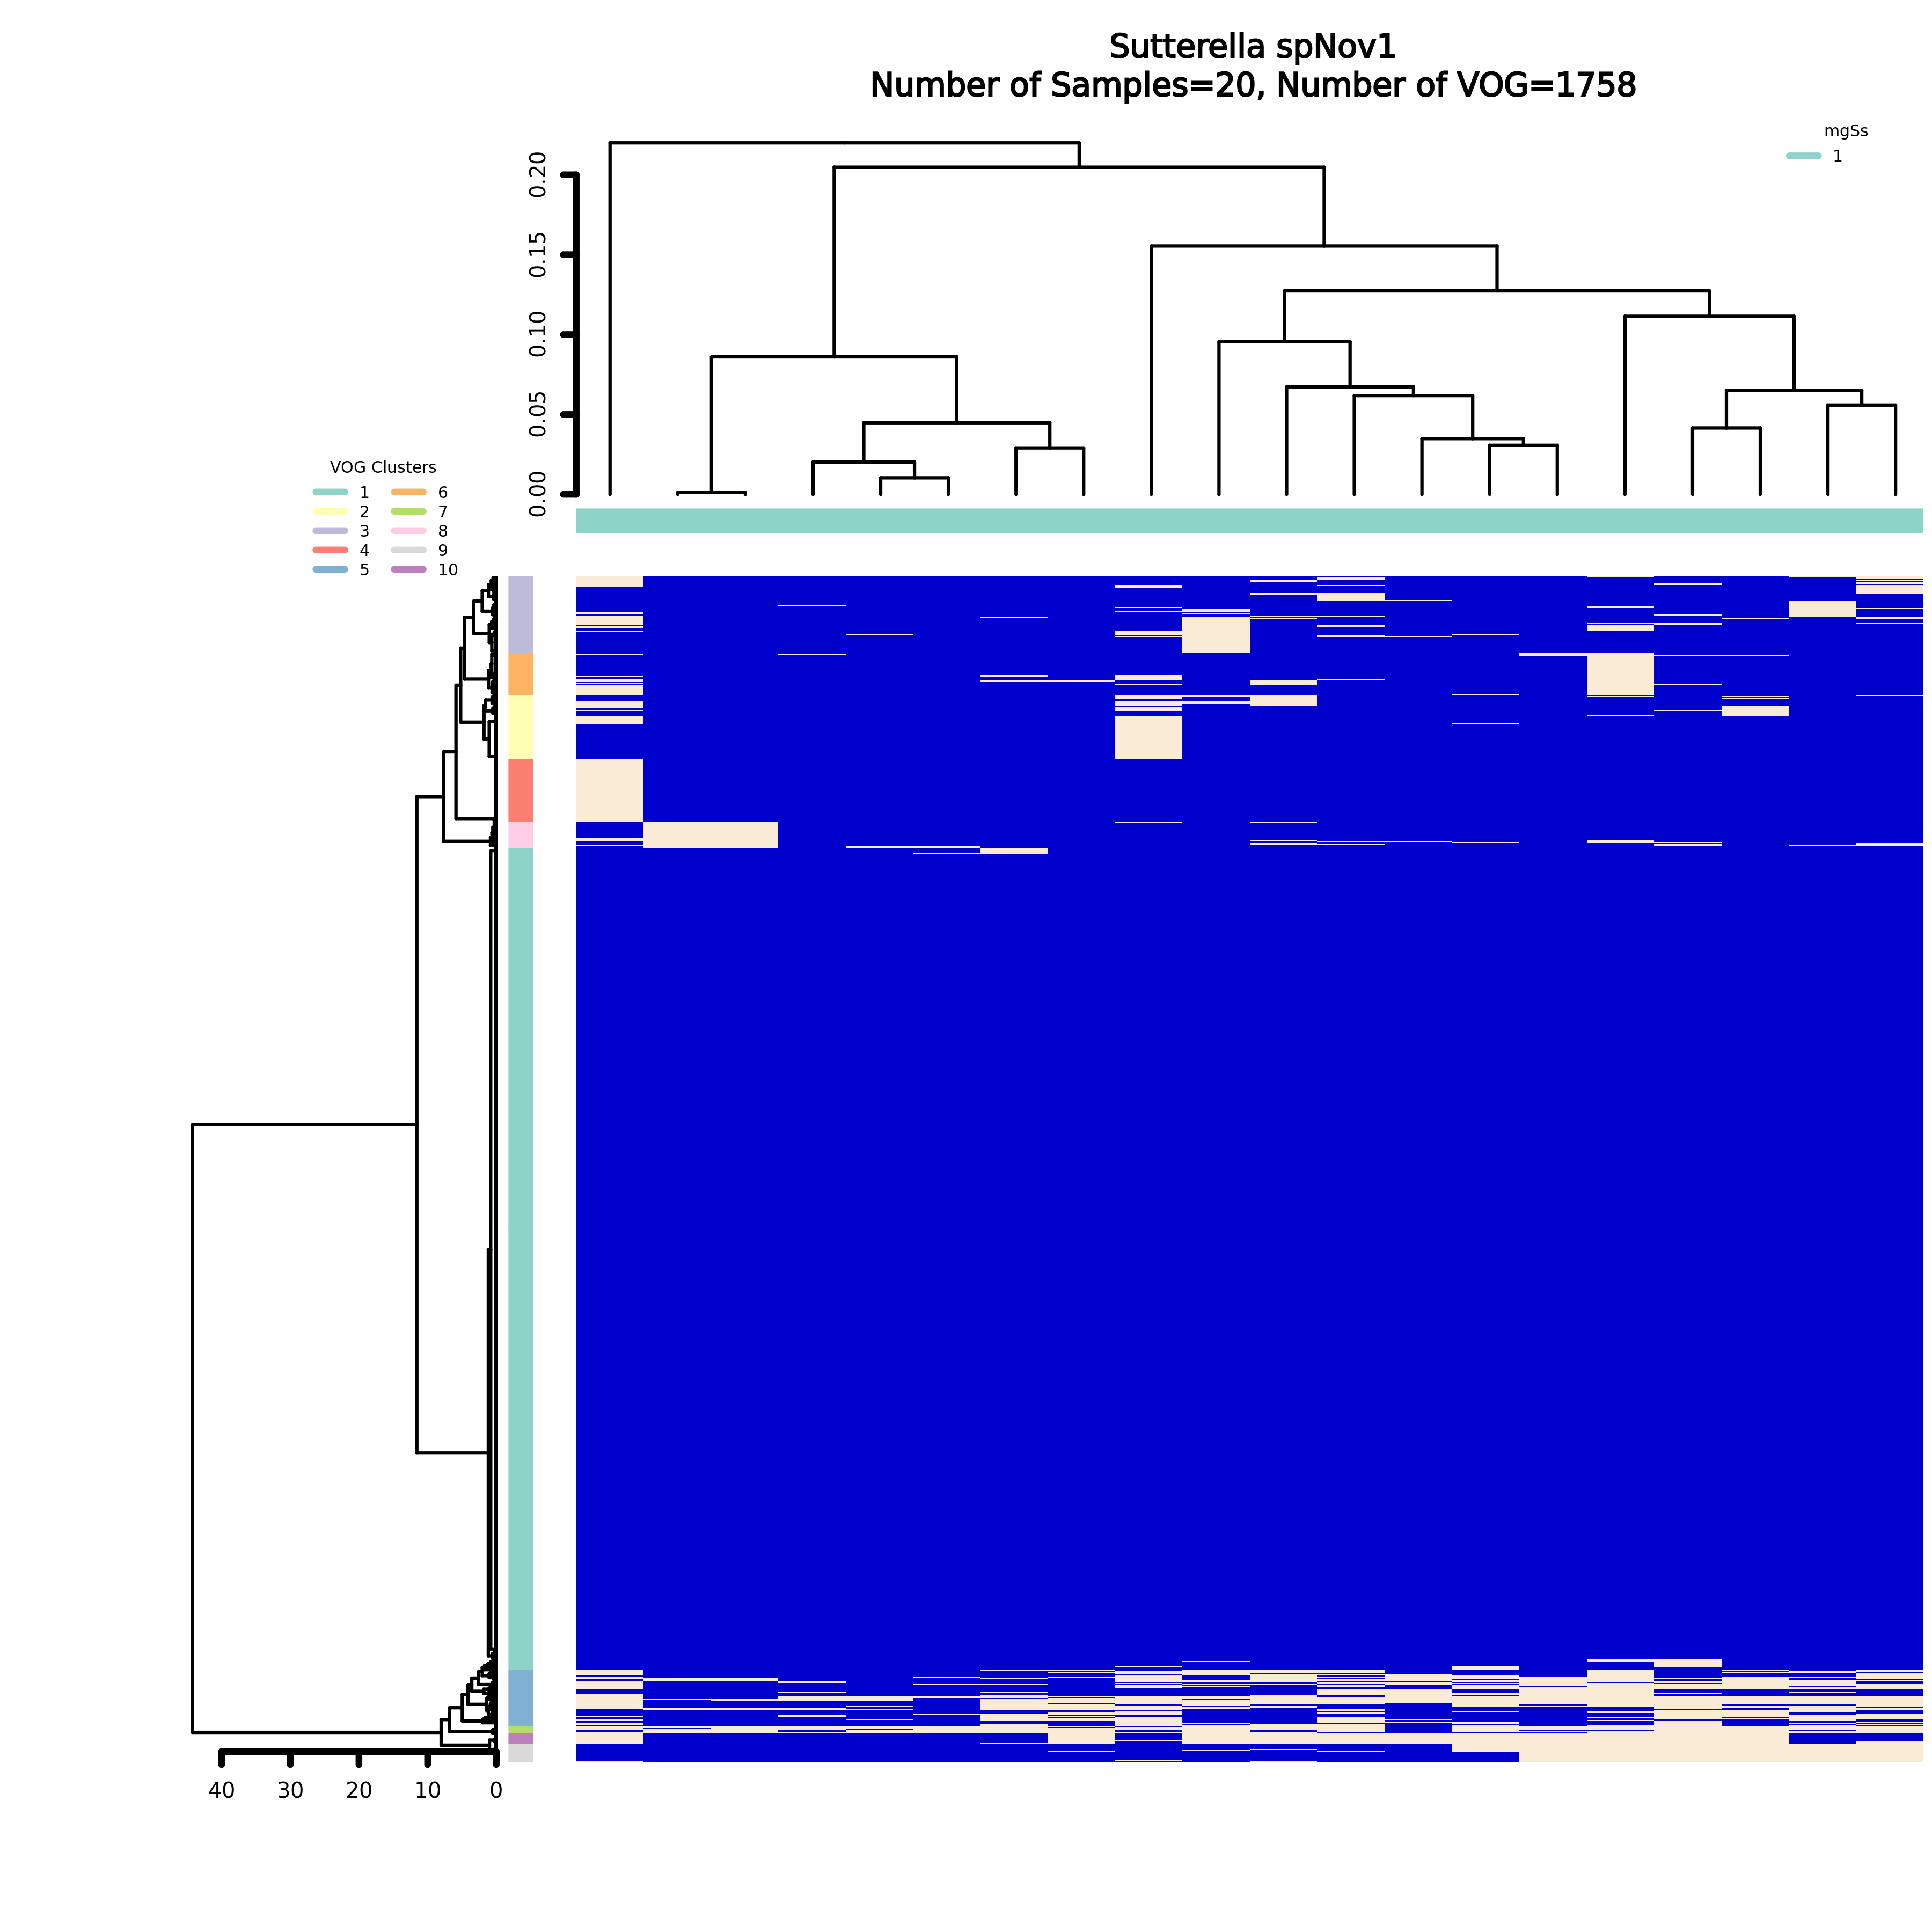 Sutterella spNov1
Number of Samples=20, Number of VOG=1758
mgSs
1
0.20
0.15
0.10
0.05
0.00
VOG Clusters
1 6
2 7
3 8
4 9
5 10
40 30 20 10 0